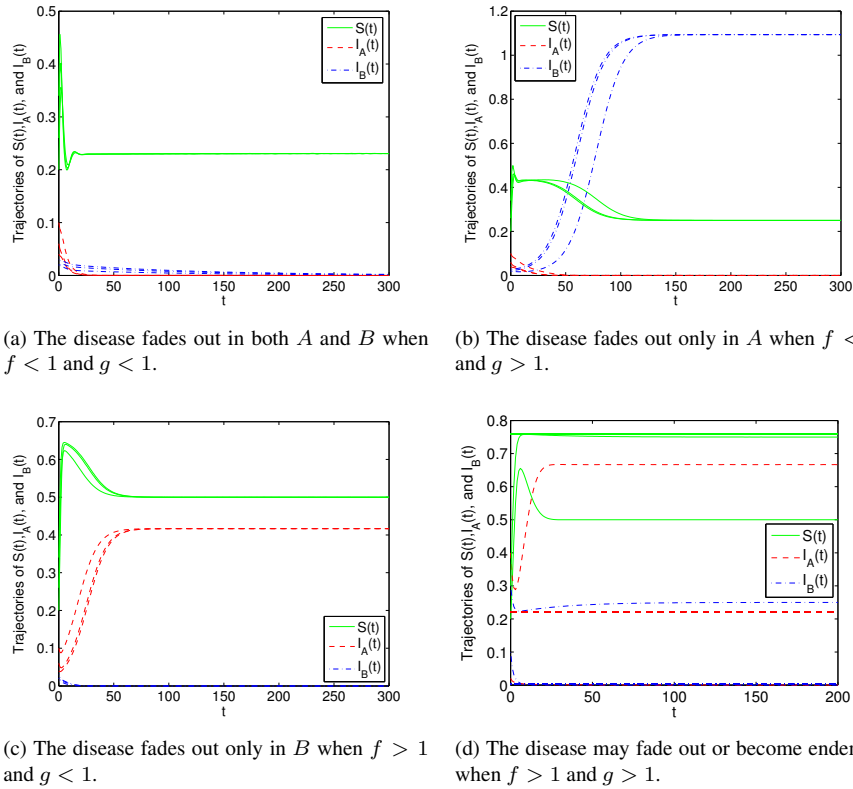 0.5
0.4
0.3
0.2
0.1
0
0 50 100 150 200 250 300
t
Trajectories of S(t),I_A(t), and I_B(t)
S(t)
I_A(t)
I_B(t)
1.2
1
0.8
0.6
0.4
0.2
0
0 50 100 150 200 250 300
t
Trajectories of S(t),I_A(t), and I_B(t)
S(t)
I_A(t)
I_B(t)
(a) The disease fades out in both A and B when
f < 1 and g < 1.
(b) The disease fades out only in A when f <
and g > 1.
0.7
0.6
0.5
0.4
0.3
0.2
0.1
0
0 50 100 150 200 250 300
t
Trajectories of S(t),I_A(t), and I_B(t)
S(t)
I_A(t)
I_B(t)
0.8
0.7
0.6
0.5
0.4
0.3
0.2
0.1
0
0 50 100 150 200
t
Trajectories of S(t),I_A(t), and I_B(t)
S(t)
I_A(t)
I_B(t)
(c) The disease fades out only in B when f > 1
and g < 1.
(d) The disease may fade out or become ender
when f > 1 and g > 1.